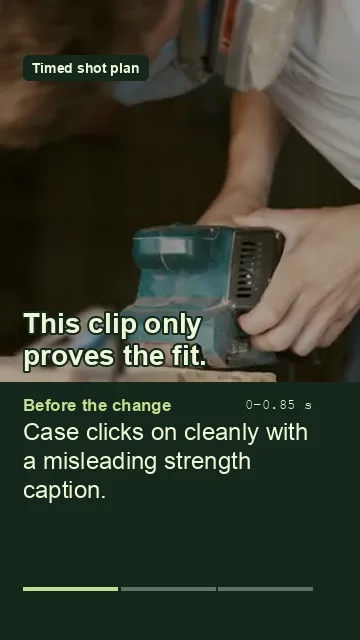 Timed shot plan
This clip only
proves the fit.
Before the change
0–0.85 s
Case clicks on cleanly with
a misleading strength
caption.